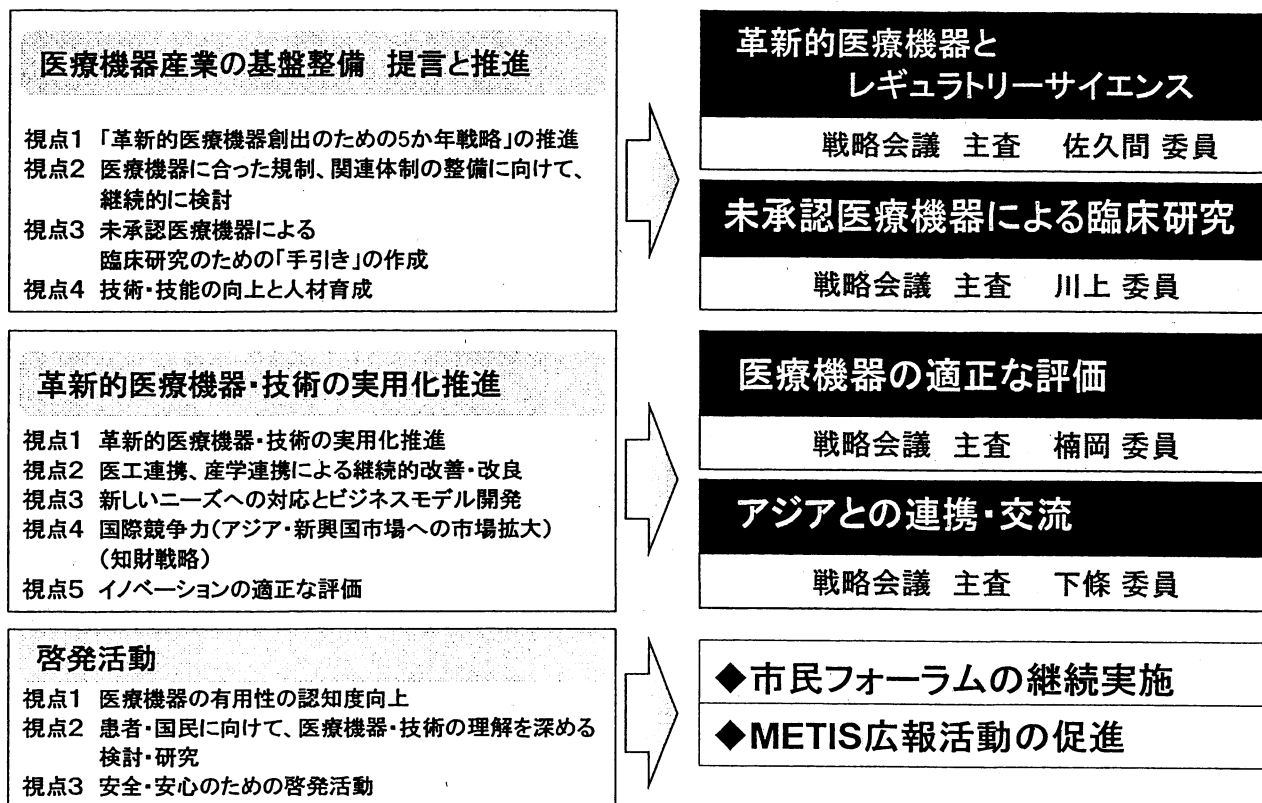 医療機器産業の基盤整備 提言と推進
視点1 「革新的医療機器創出のための5か年戦略」の推進
視点2 医療機器に合った規制、関連体制の整備に向けて、
継続的に検討
視点3 未承認医療機器による
臨床研究のための「手引き」の作成
視点4 技術・技能の向上と人材育成
革新的医療機器と
レギュラトリーサイエンス
戦略会議 主査 佐久間 委員
未承認医療機器による臨床研究
戦略会議 主査 川上 委員
革新的医療機器・技術の実用化推進
視点1 革新的医療機器・技術の実用化推進
視点2 医工連携、産学連携による継続的改善・改良
視点3 新しいニーズへの対応とビジネスモデル開発
視点4 国際競争力(アジア・新興国市場への市場拡大)
(知財戦略)
視点5 イノベーションの適正な評価
医療機器の適正な評価
戦略会議 主査 楠岡 委員
アジアとの連携・交流
戦略会議 主査 下條 委員
啓発活動
視点1 医療機器の有用性の認知度向上
視点2 患者・国民に向けて、医療機器・技術の理解を深める
検討・研究
視点3 安全・安心のための啓発活動
◆市民フォーラムの継続実施
◆METIS広報活動の促進